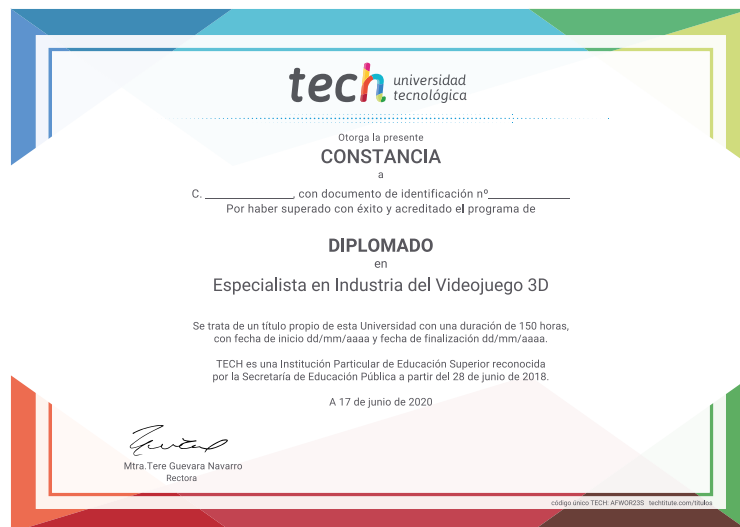 tech universidad
tecnológica
Otorga la presente
CONSTANCIA
a
C. ______________, con documento de identificación nº______________
Por haber superado con éxito y acreditado el programa de
DIPLOMADO
en
Especialista en Industria del Videojuego 3D
Se trata de un título propio de esta Universidad con una duración de 150 horas,
con fecha de inicio dd/mm/aaaa y fecha de finalización dd/mm/aaaa.
TECH es una Institución Particular de Educación Superior reconocida
por la Secretaría de Educación Pública a partir del 28 de junio de 2018.
A 17 de junio de 2020
Mtra.Tere Guevara Navarro
Rectora
código único TECH: AFWOR23S techtitute.com/titulos